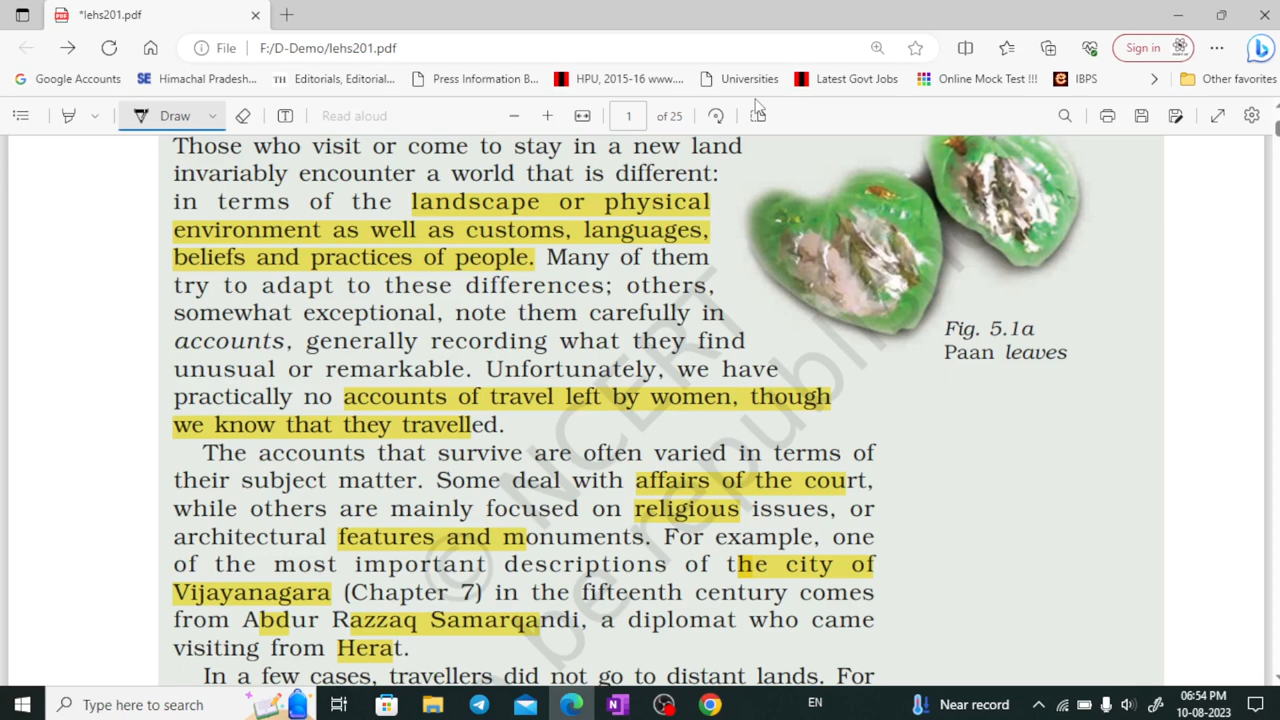 *lehs201.pdf
File F:/D-Demo/lehs201.pdf Sign in
Google Accounts SE Himachal Pradesh... TH Editorials, Editorial... Press Information B... HPU, 2015-16 www.... Universities Latest Govt Jobs Online Mock Test !!! IBPS Other favorites
Draw Read aloud 1 of 25
Those who visit or come to stay in a new land
invariably encounter a world that is different:
in terms of the landscape or physical
environment as well as customs, languages,
beliefs and practices of people. Many of them
try to adapt to these differences; others,
somewhat exceptional, note them carefully in
accounts, generally recording what they find
unusual or remarkable. Unfortunately, we have
practically no accounts of travel left by women, though
we know that they travelled.
The accounts that survive are often varied in terms of
their subject matter. Some deal with affairs of the court,
while others are mainly focused on religious issues, or
architectural features and monuments. For example, one
of the most important descriptions of the city of
Vijayanagara (Chapter 7) in the fifteenth century comes
from Abdur Razzaq Samarqandi, a diplomat who came
visiting from Herat.
In a few cases, travellers did not go to distant lands. For
Fig. 5.1a
Paan leaves
© NCERT
be republi
Type here to search EN Near record 06:54 PM
10-08-2023